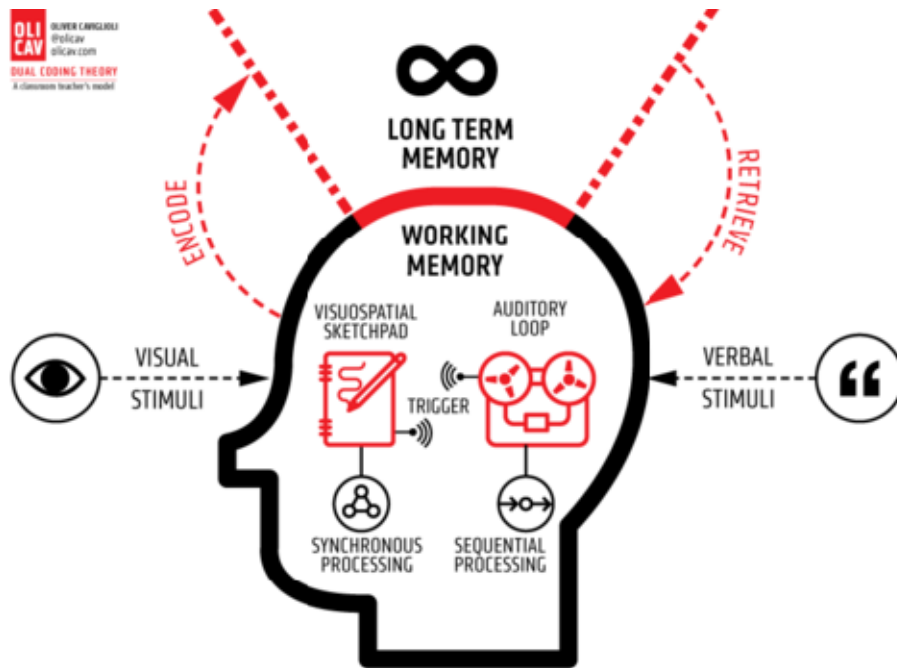 OLI
CAV
OLIVER CAVIGLIOLI
@olicav
olicav.com
DUAL CODING THEORY
A classroom teacher's model
LONG TERM
MEMORY
ENCODE
RETRIEVE
WORKING
MEMORY
VISUOSPATIAL
SKETCHPAD
AUDITORY
LOOP
VISUAL
STIMULI
TRIGGER
VERBAL
STIMULI
SYNCHRONOUS
PROCESSING
SEQUENTIAL
PROCESSING